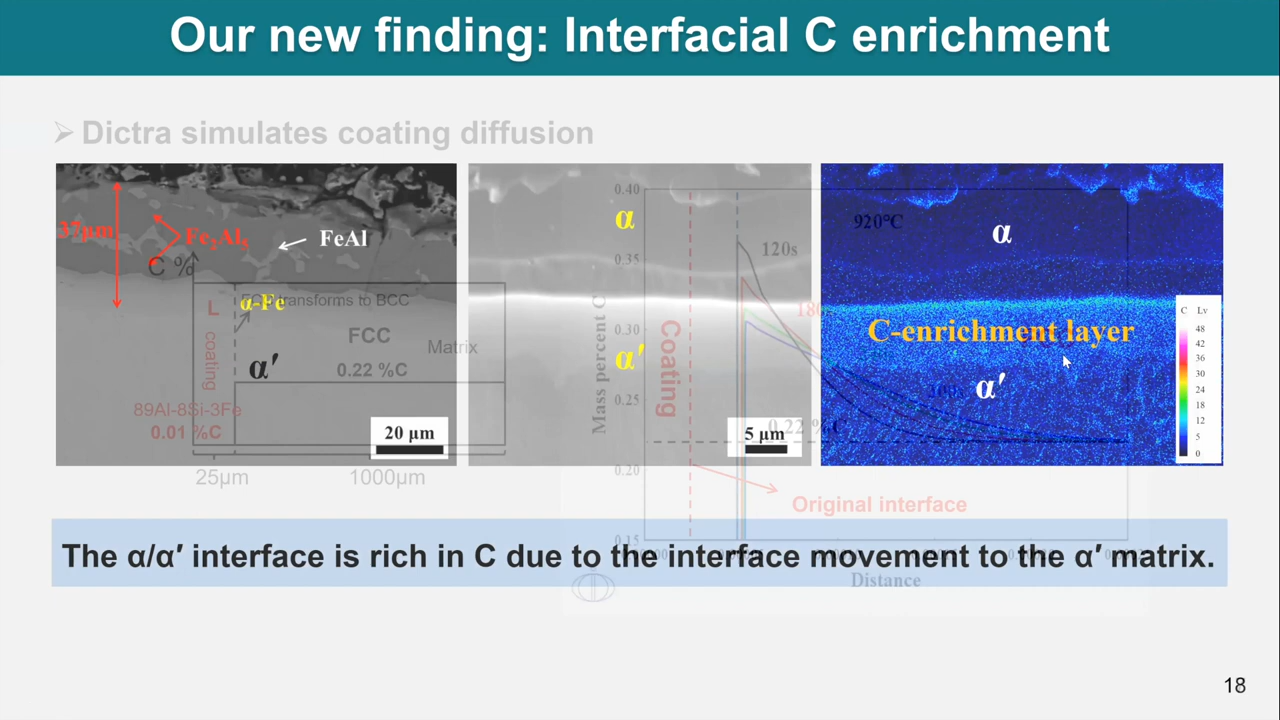 Our new finding: Interfacial C enrichment
➢ Dictra simulates coating diffusion
37μm
Fe₂Al₅
FeAl
C %
α-Fe
transforms to BCC
L
coating
FCC
Matrix
α′
0.22 %C
89Al-8Si-3Fe
0.01 %C
20 μm
25μm
1000μm
α
α′
5 μm
0.40
0.35
0.30
0.25
0.20
0.15
Mass percent C
Coating
120s
180
920℃
0.22 %C
Original interface
Distance
α
C-enrichment layer
α′
C Lv
48
42
36
30
24
18
12
5
0
The α/α′ interface is rich in C due to the interface movement to the α′ matrix.
18